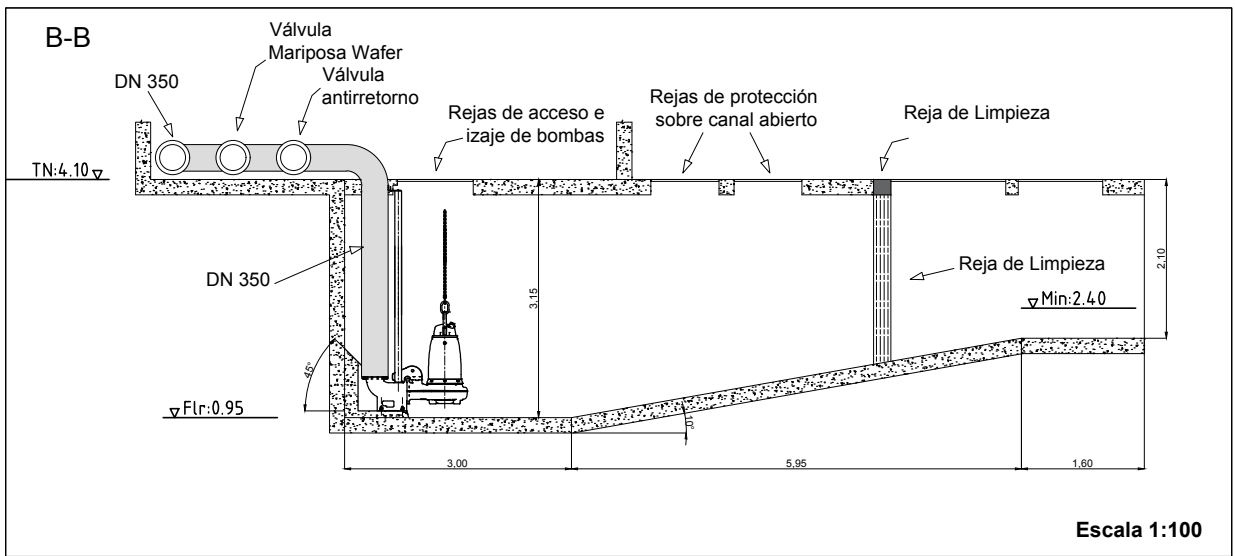 B-B
Válvula
Mariposa Wafer
DN 350
Válvula
antirretorno
Rejas de acceso e
izaje de bombas
Rejas de protección
sobre canal abierto
Reja de Limpieza
TN:4.10
DN 350
3,15
Reja de Limpieza
2,10
Min:2.40
45°
Flr:0.95
10°
3,00
5,95
1,60
Escala 1:100